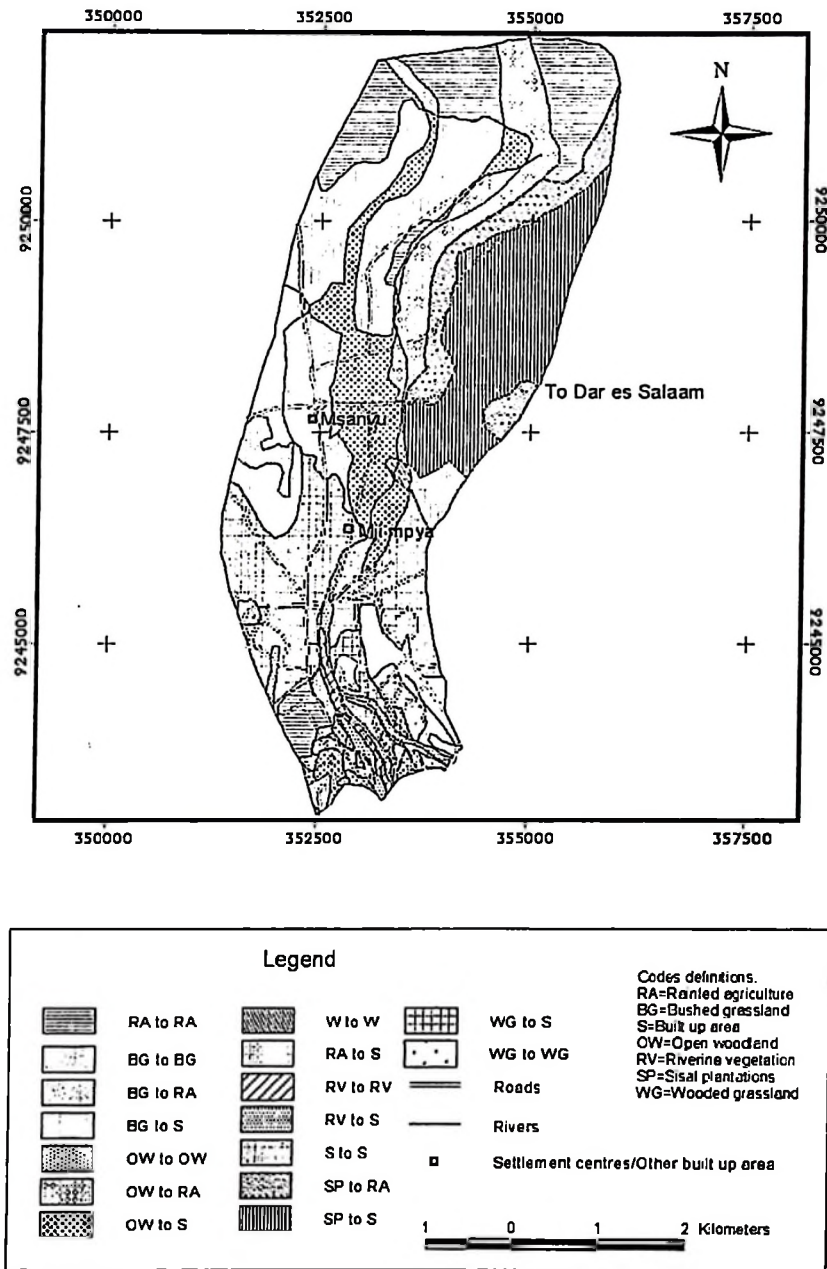 350000 352500 355000 357500
N
9250000 9250000
To Dar es Salaam
Msanvu
9247500 9247500
Mji mpya
9245000 9245000
350000 352500 355000 357500
Legend
RA to RA
BG to BG
BG to RA
BG to S
OW to OW
OW to RA
OW to S
W to W
RA to S
RV to RV
RV to S
S to S
SP to RA
SP to S
WG to S
WG to WG
Roads
Rivers
Settlement centres/Other built up area
Codes definitions.
RA=Rainfed agriculture
BG=Bushed grassland
S=Built up area
OW=Open woodland
RV=Riverine vegetation
SP=Sisal plantations
WG=Wooded grassland
1 0 1 2 Kilometers